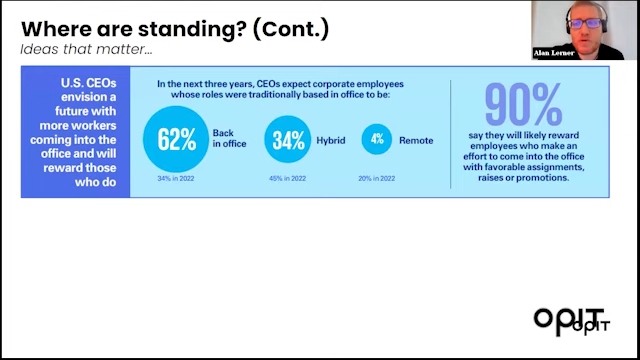 Where are standing? (Cont.)
Ideas that matter...
Alan Lerner
U.S. CEOs
envision a
future with
more workers
coming into the
office and will
reward those
who do
In the next three years, CEOs expect corporate employees
whose roles were traditionally based in office to be:
62%
Back
in office
34% in 2022
34%
Hybrid
45% in 2022
4%
Remote
20% in 2022
90%
say they will likely reward
employees who make an
effort to come into the office
with favorable assignments,
raises or promotions.
OPIT
OPIT